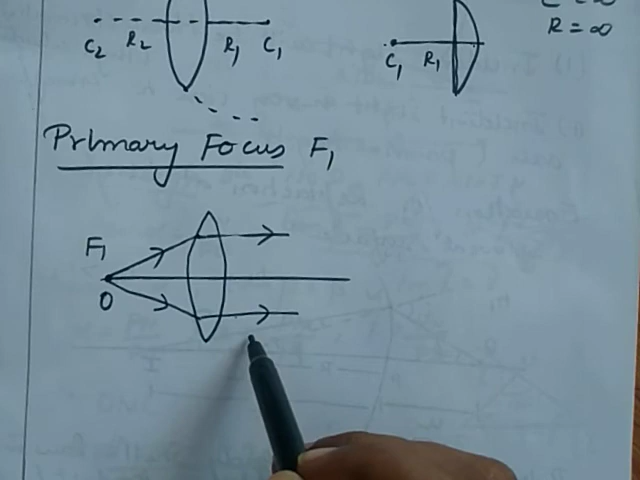 C₂ R₂ R₁ C₁
C₁ R₁
R = ∞
Primary Focus F₁
F₁
O